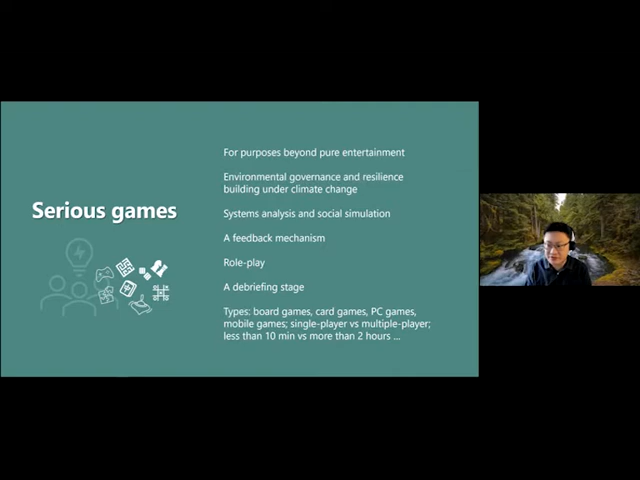 Serious games
For purposes beyond pure entertainment
Environmental governance and resilience
building under climate change
Systems analysis and social simulation
A feedback mechanism
Role-play
A debriefing stage
Types: board games, card games, PC games,
mobile games; single-player vs multiple-player;
less than 10 min vs more than 2 hours ...